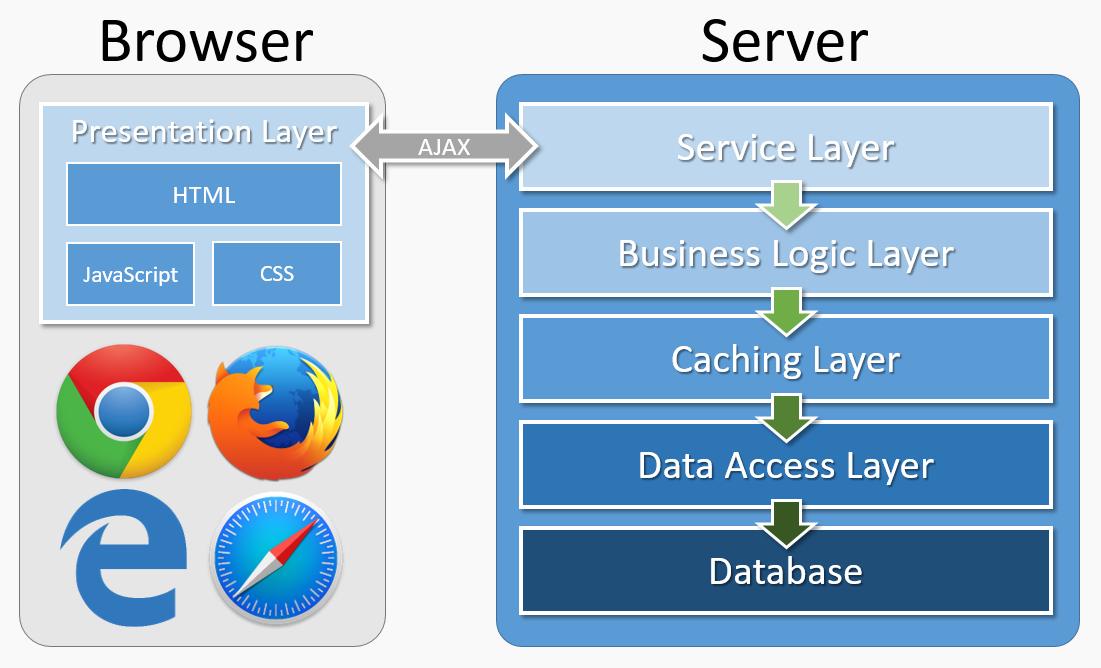 Browser
Server
Presentation Layer
HTML
JavaScript
CSS
AJAX
Service Layer
Business Logic Layer
Caching Layer
Data Access Layer
Database